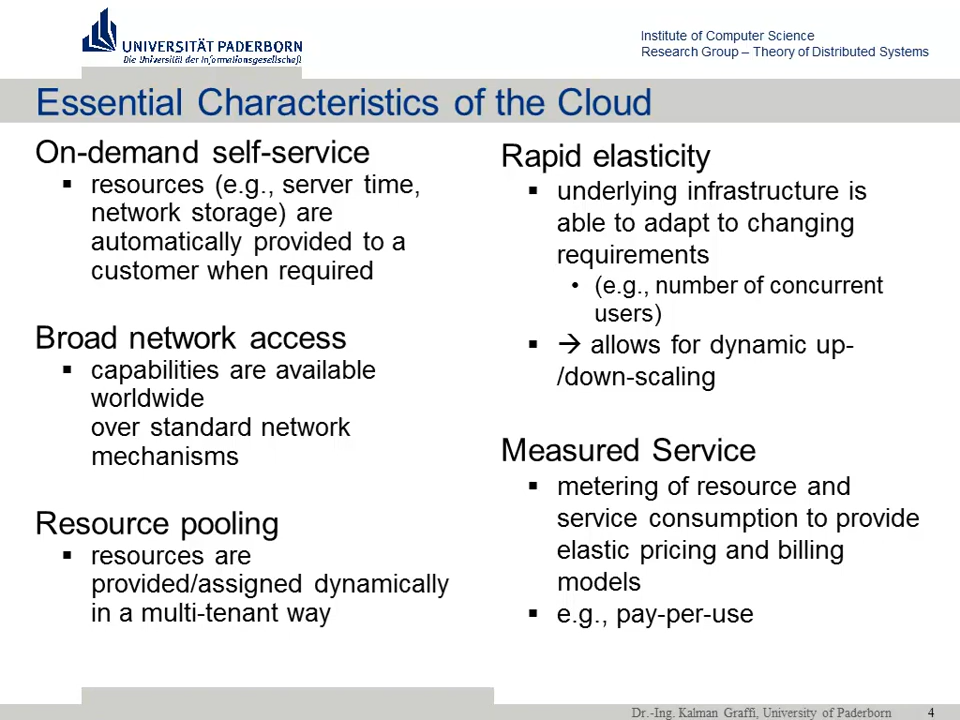 UNIVERSITÄT PADERBORN
Die Universität der Informationsgesellschaft
Institute of Computer Science
Research Group – Theory of Distributed Systems
Essential Characteristics of the Cloud
On-demand self-service
▪ resources (e.g., server time,
network storage) are
automatically provided to a
customer when required
Broad network access
▪ capabilities are available
worldwide
over standard network
mechanisms
Resource pooling
▪ resources are
provided/assigned dynamically
in a multi-tenant way
Rapid elasticity
▪ underlying infrastructure is
able to adapt to changing
requirements
• (e.g., number of concurrent
users)
▪ → allows for dynamic up-
/down-scaling
Measured Service
▪ metering of resource and
service consumption to provide
elastic pricing and billing
models
▪ e.g., pay-per-use
Dr.-Ing. Kalman Graffi, University of Paderborn 4